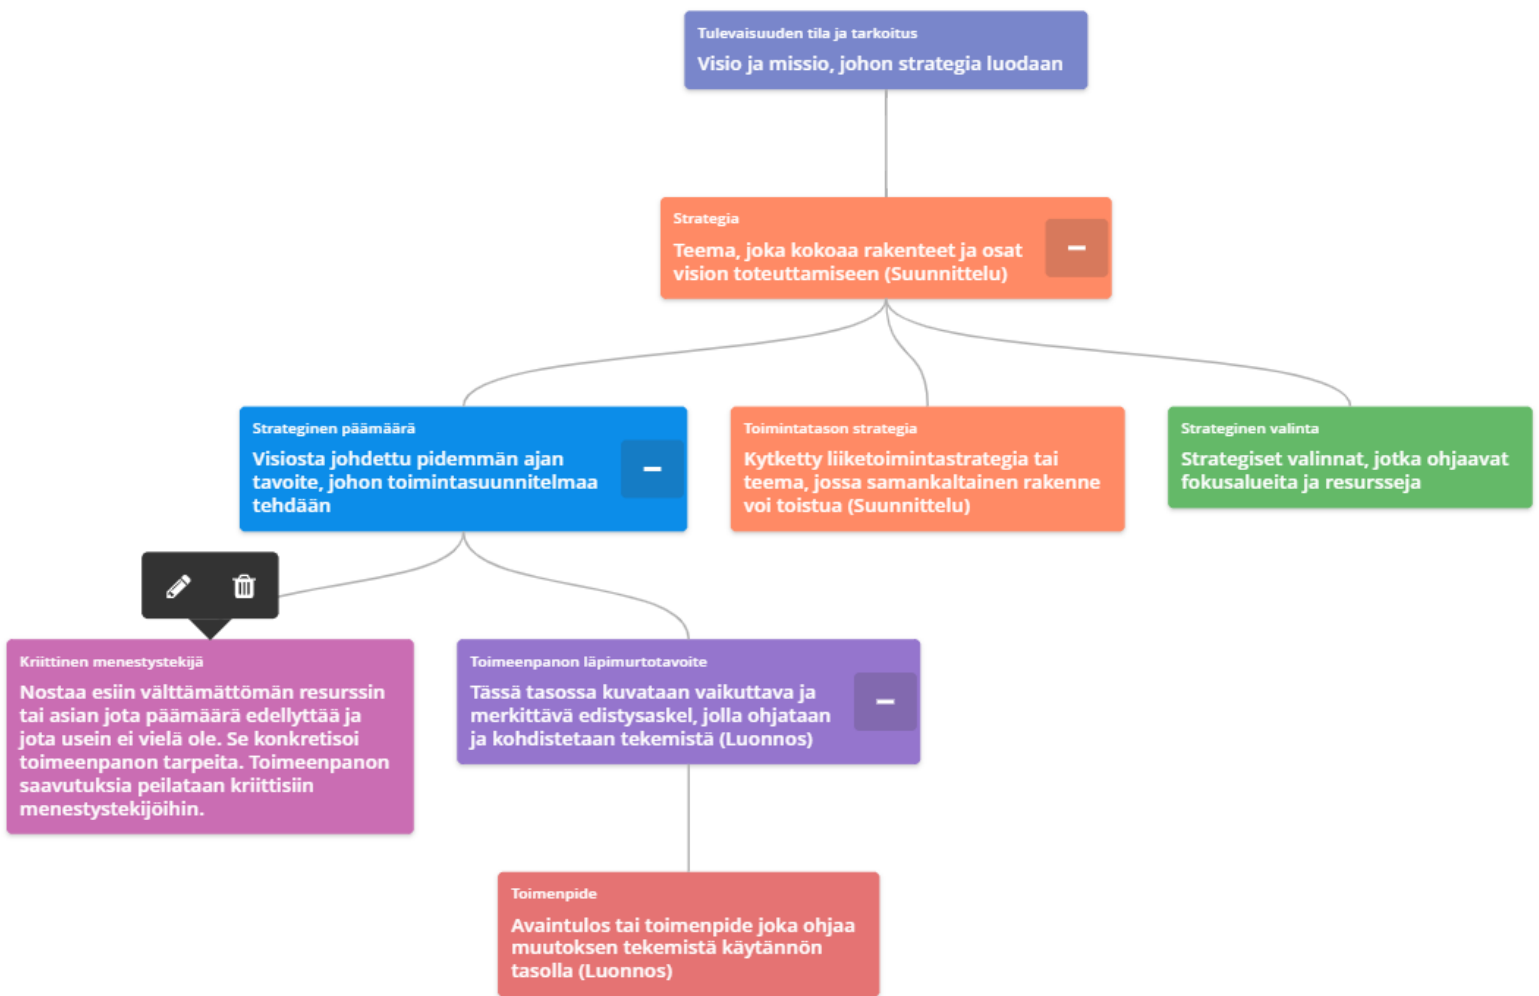 Tulevaisuuden tila ja tarkoitus
Visio ja missio, johon strategia luodaan
Strategia
Teema, joka kokoaa rakenteet ja osat
vision toteuttamiseen (Suunnittelu)
Strateginen päämäärä
Visiosta johdettu pidemmän ajan
tavoite, johon toimintasuunnitelmaa
tehdään
Toimintatason strategia
Kytketty liiketoimintastrategia tai
teema, jossa samankaltainen rakenne
voi toistua (Suunnittelu)
Strateginen valinta
Strategiset valinnat, jotka ohjaavat
fokusalueita ja resursseja
Kriittinen menestystekijä
Nostaa esiin välttämättömän resurssin
tai asian jota päämäärä edellyttää ja
jota usein ei vielä ole. Se konkretisoi
toimeenpanon tarpeita. Toimeenpanon
saavutuksia peilataan kriittisiin
menestystekijöihin.
Toimeenpanon läpimurtotavoite
Tässä tasossa kuvataan vaikuttava ja
merkittävä edistysaskel, jolla ohjataan
ja kohdistetaan tekemistä (Luonnos)
Toimenpide
Avaintulos tai toimenpide joka ohjaa
muutoksen tekemistä käytännön
tasolla (Luonnos)